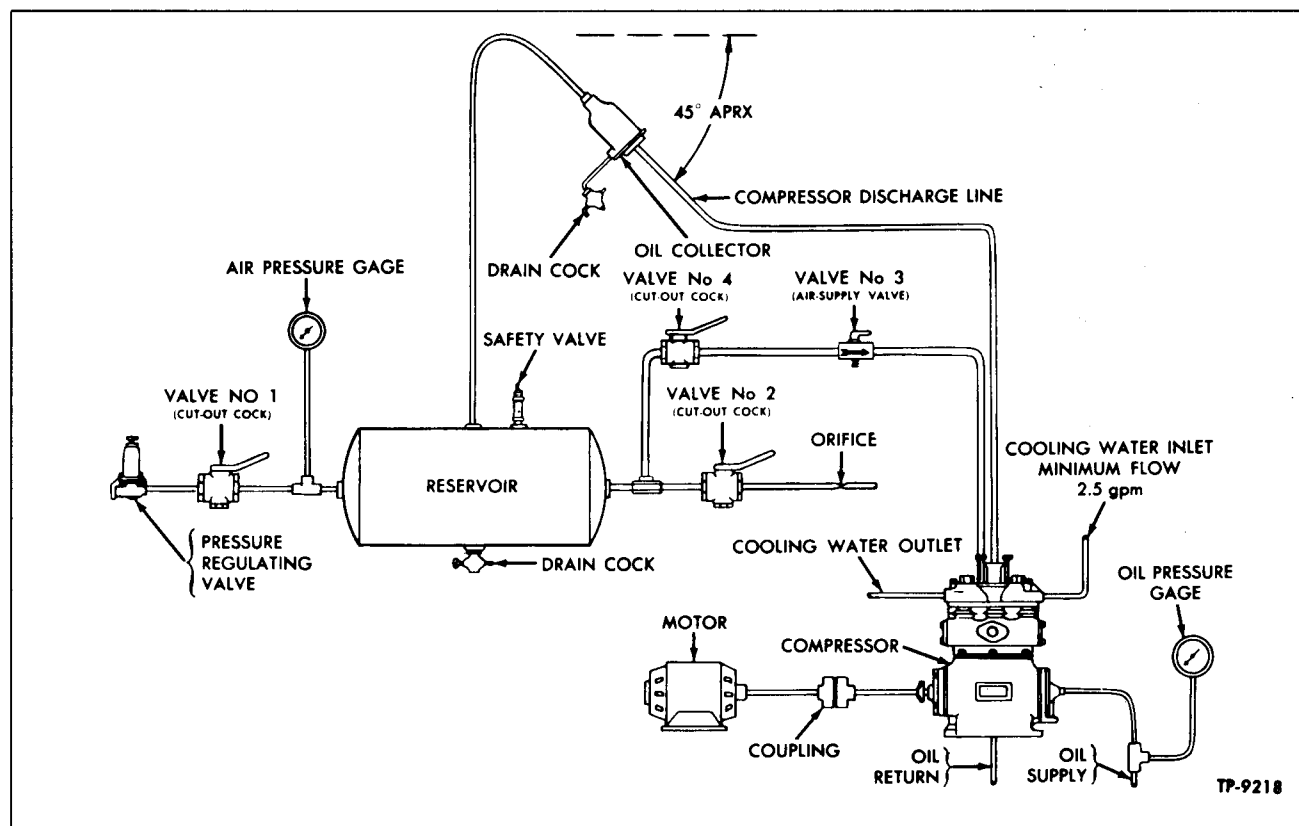 45° APRX
COMPRESSOR DISCHARGE LINE
OIL COLLECTOR
DRAIN COCK
AIR PRESSURE GAGE
VALVE No 4
(CUT-OUT COCK)
VALVE No 3
(AIR-SUPPLY VALVE)
SAFETY VALVE
VALVE NO 1
(CUT-OUT COCK)
VALVE No 2
(CUT-OUT COCK)
ORIFICE
COOLING WATER INLET
MINIMUM FLOW
2.5 gpm
RESERVOIR
PRESSURE
REGULATING
VALVE
DRAIN COCK
COOLING WATER OUTLET
OIL PRESSURE
GAGE
MOTOR
COMPRESSOR
COUPLING
OIL
RETURN
OIL
SUPPLY
TP-9218